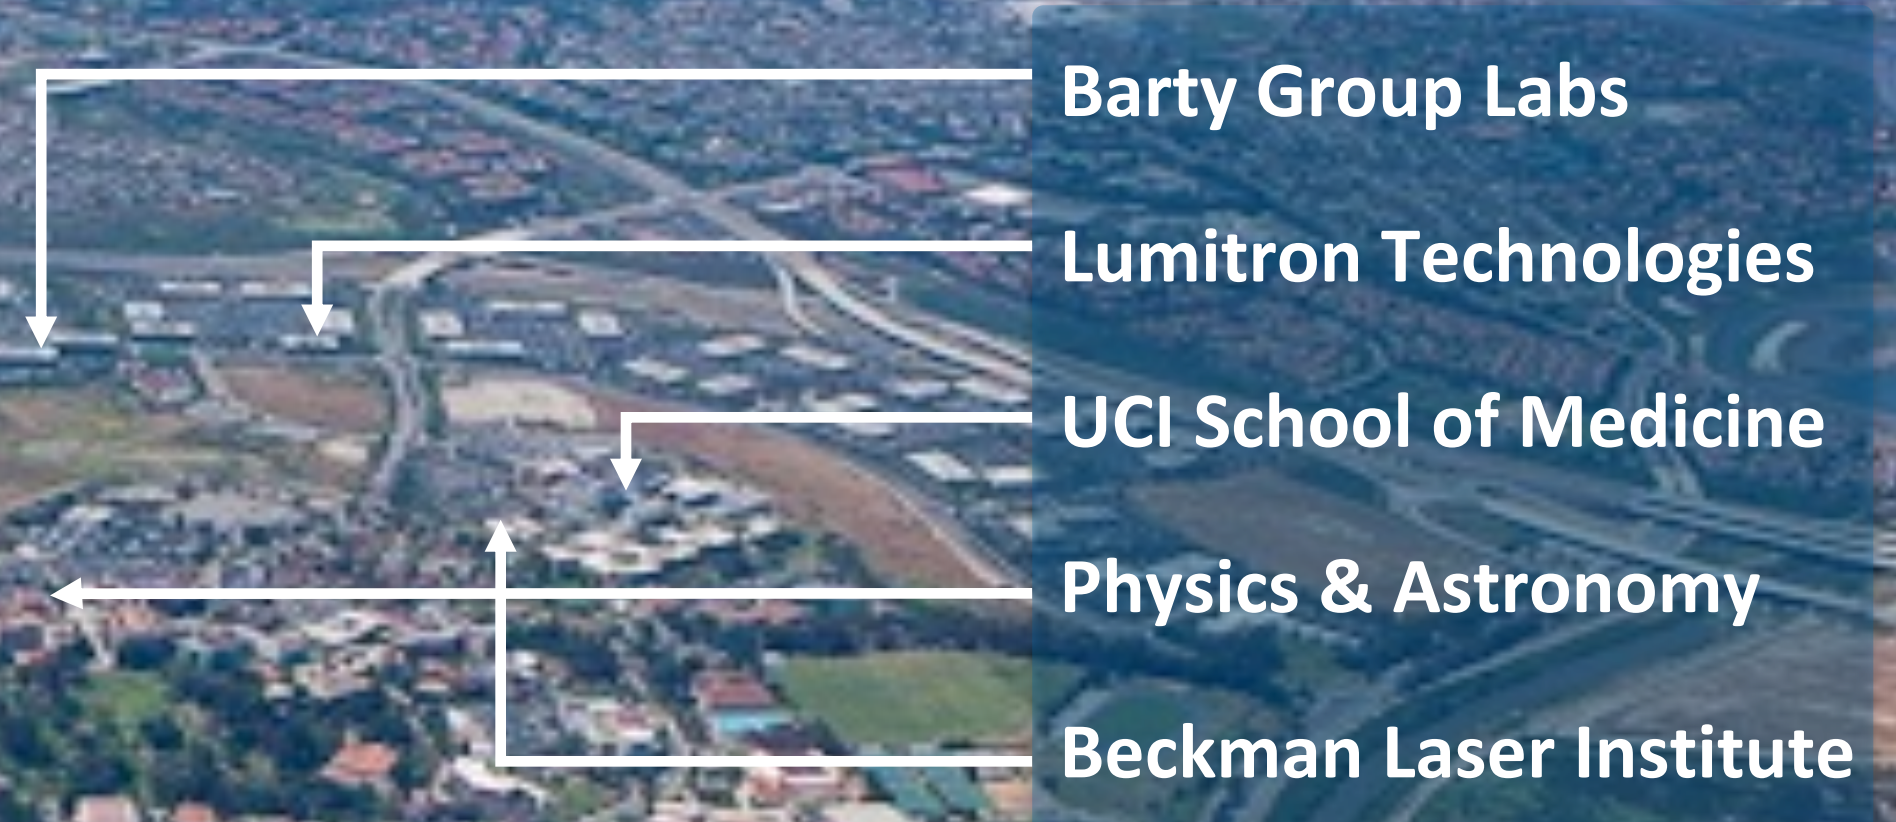 Barty Group Labs
Lumitron Technologies
UCI School of Medicine
Physics & Astronomy
Beckman Laser Institute